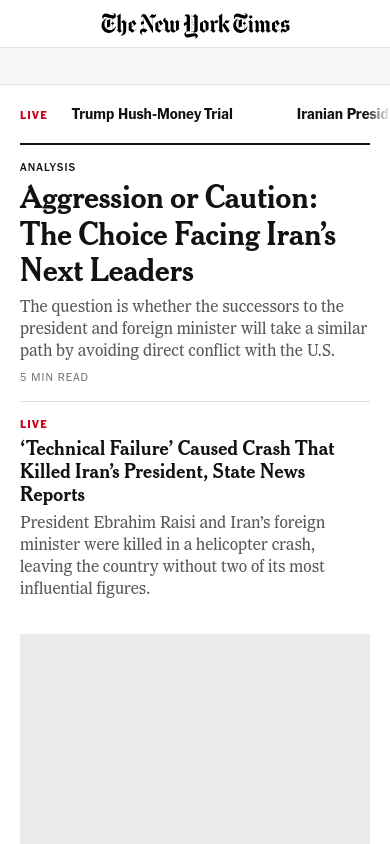 The New York Times
LIVE Trump Hush-Money Trial Iranian Presid
ANALYSIS
Aggression or Caution:
The Choice Facing Iran’s
Next Leaders
The question is whether the successors to the
president and foreign minister will take a similar
path by avoiding direct conflict with the U.S.
5 MIN READ
LIVE
‘Technical Failure’ Caused Crash That
Killed Iran’s President, State News
Reports
President Ebrahim Raisi and Iran’s foreign
minister were killed in a helicopter crash,
leaving the country without two of its most
influential figures.